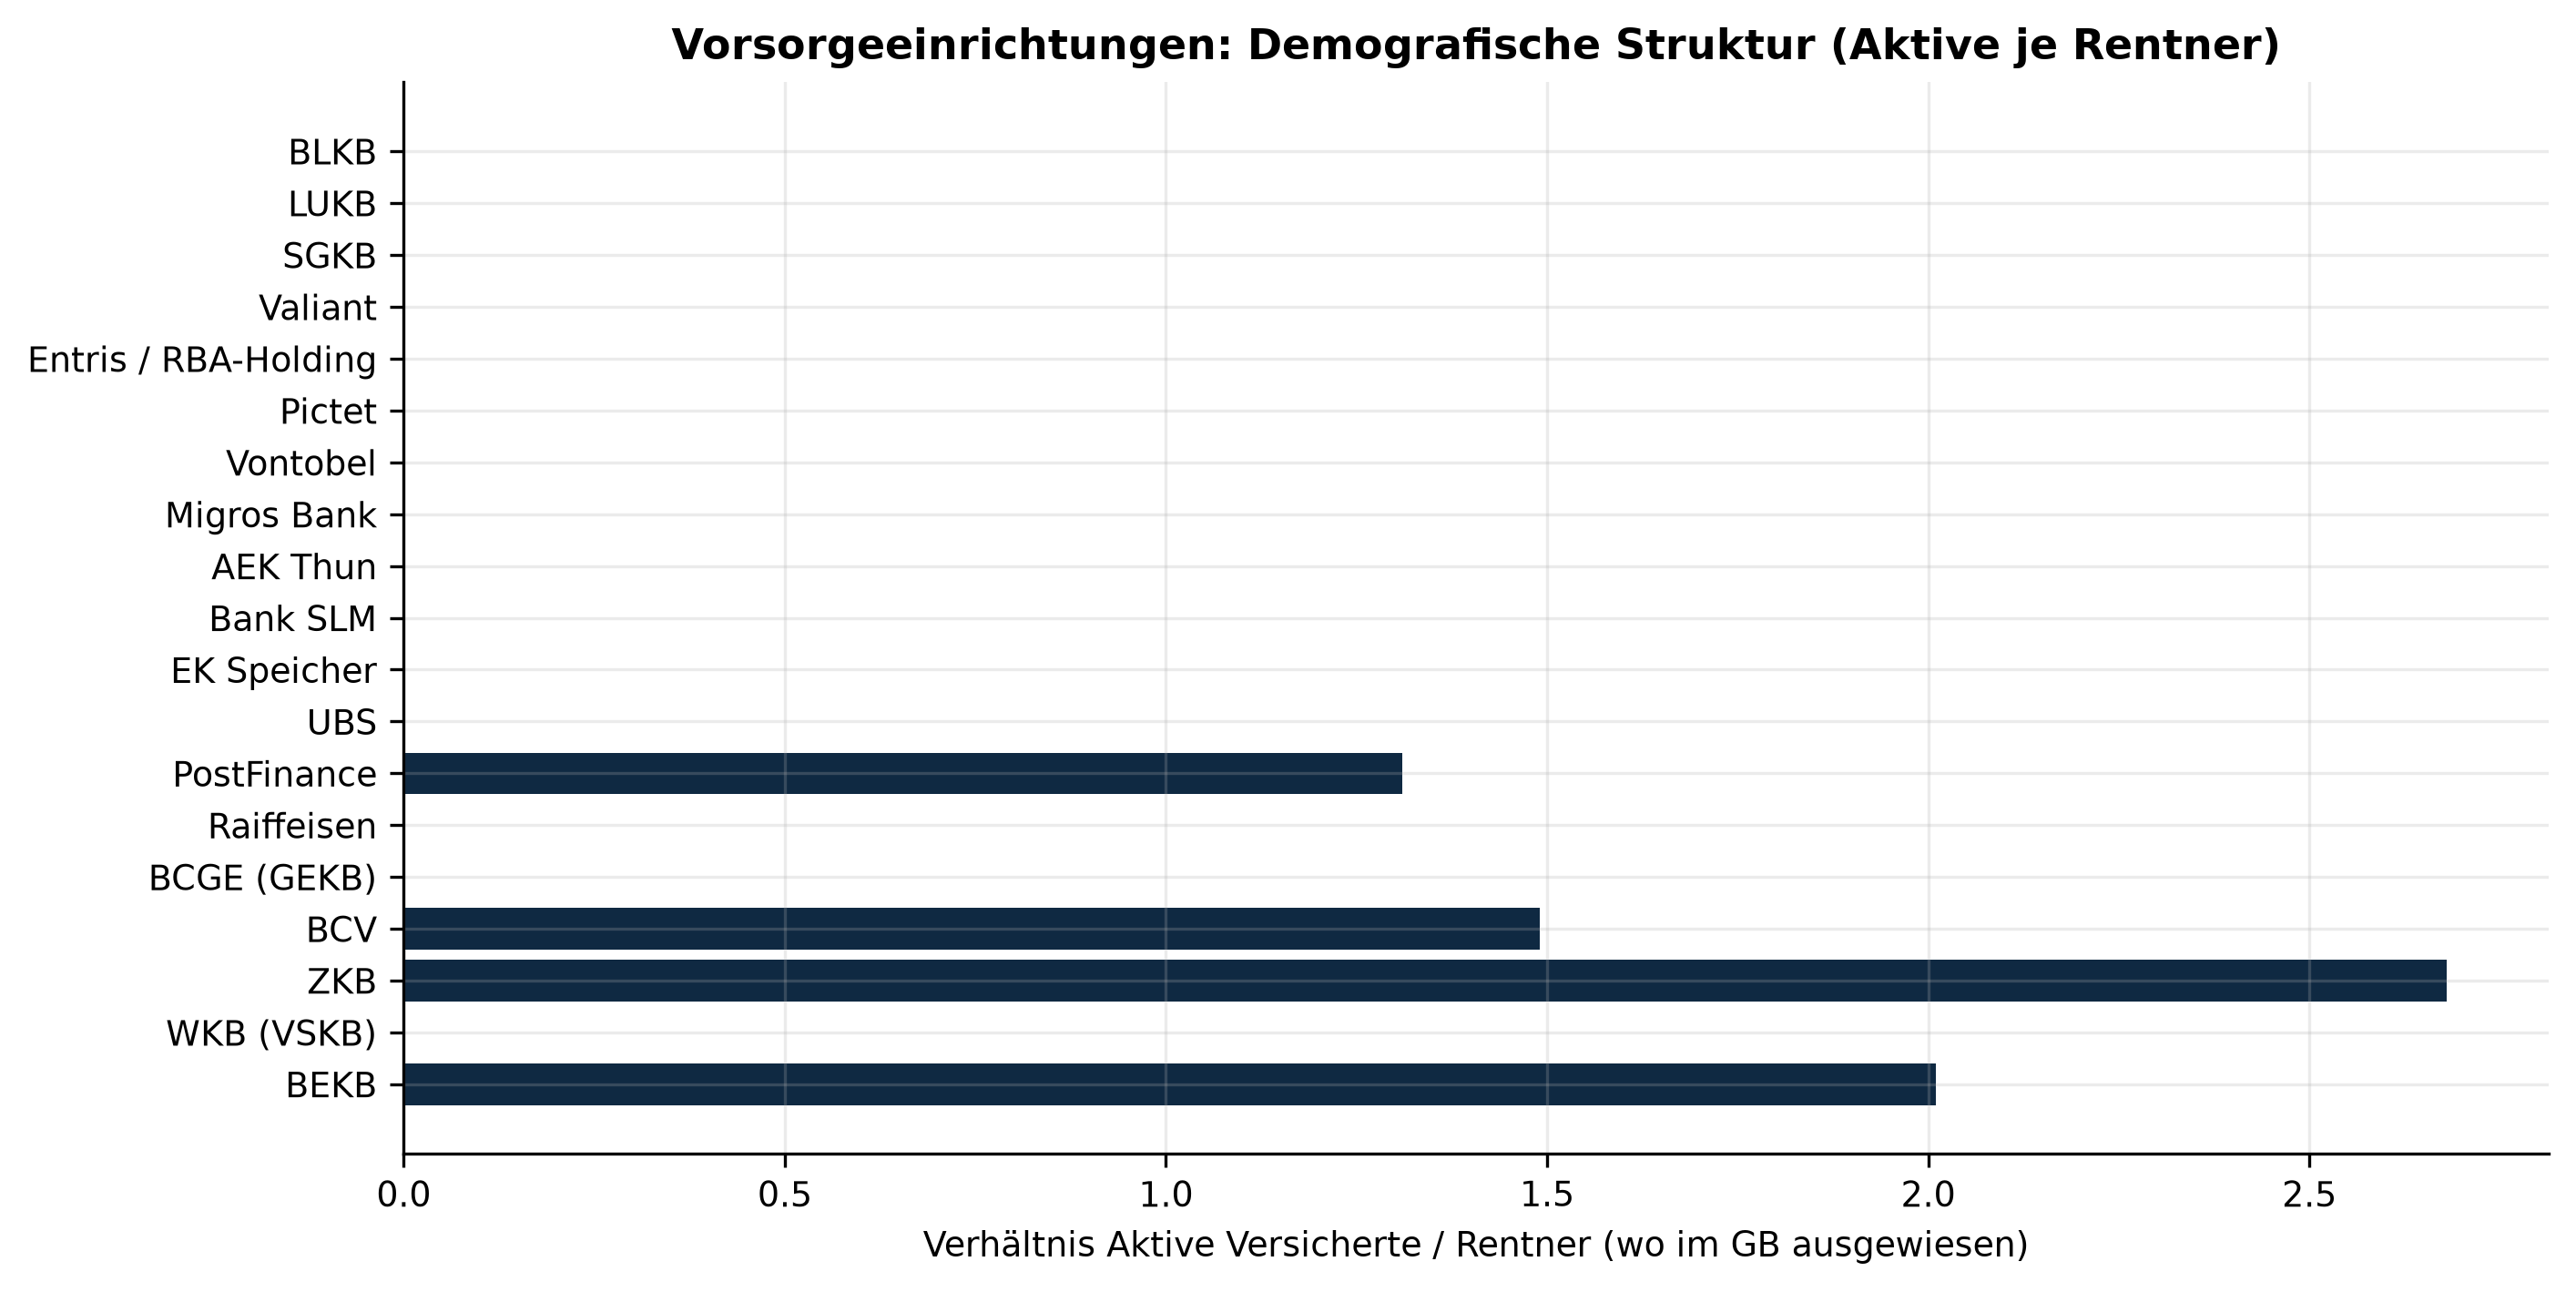 Vorsorgeeinrichtungen: Demografische Struktur (Aktive je Rentner)
BLKB
LUKB
SGKB
Valiant
Entris / RBA-Holding
Pictet
Vontobel
Migros Bank
AEK Thun
Bank SLM
EK Speicher
UBS
PostFinance
Raiffeisen
BCGE (GEKB)
BCV
ZKB
WKB (VSKB)
BEKB
0.0 0.5 1.0 1.5 2.0 2.5
Verhältnis Aktive Versicherte / Rentner (wo im GB ausgewiesen)